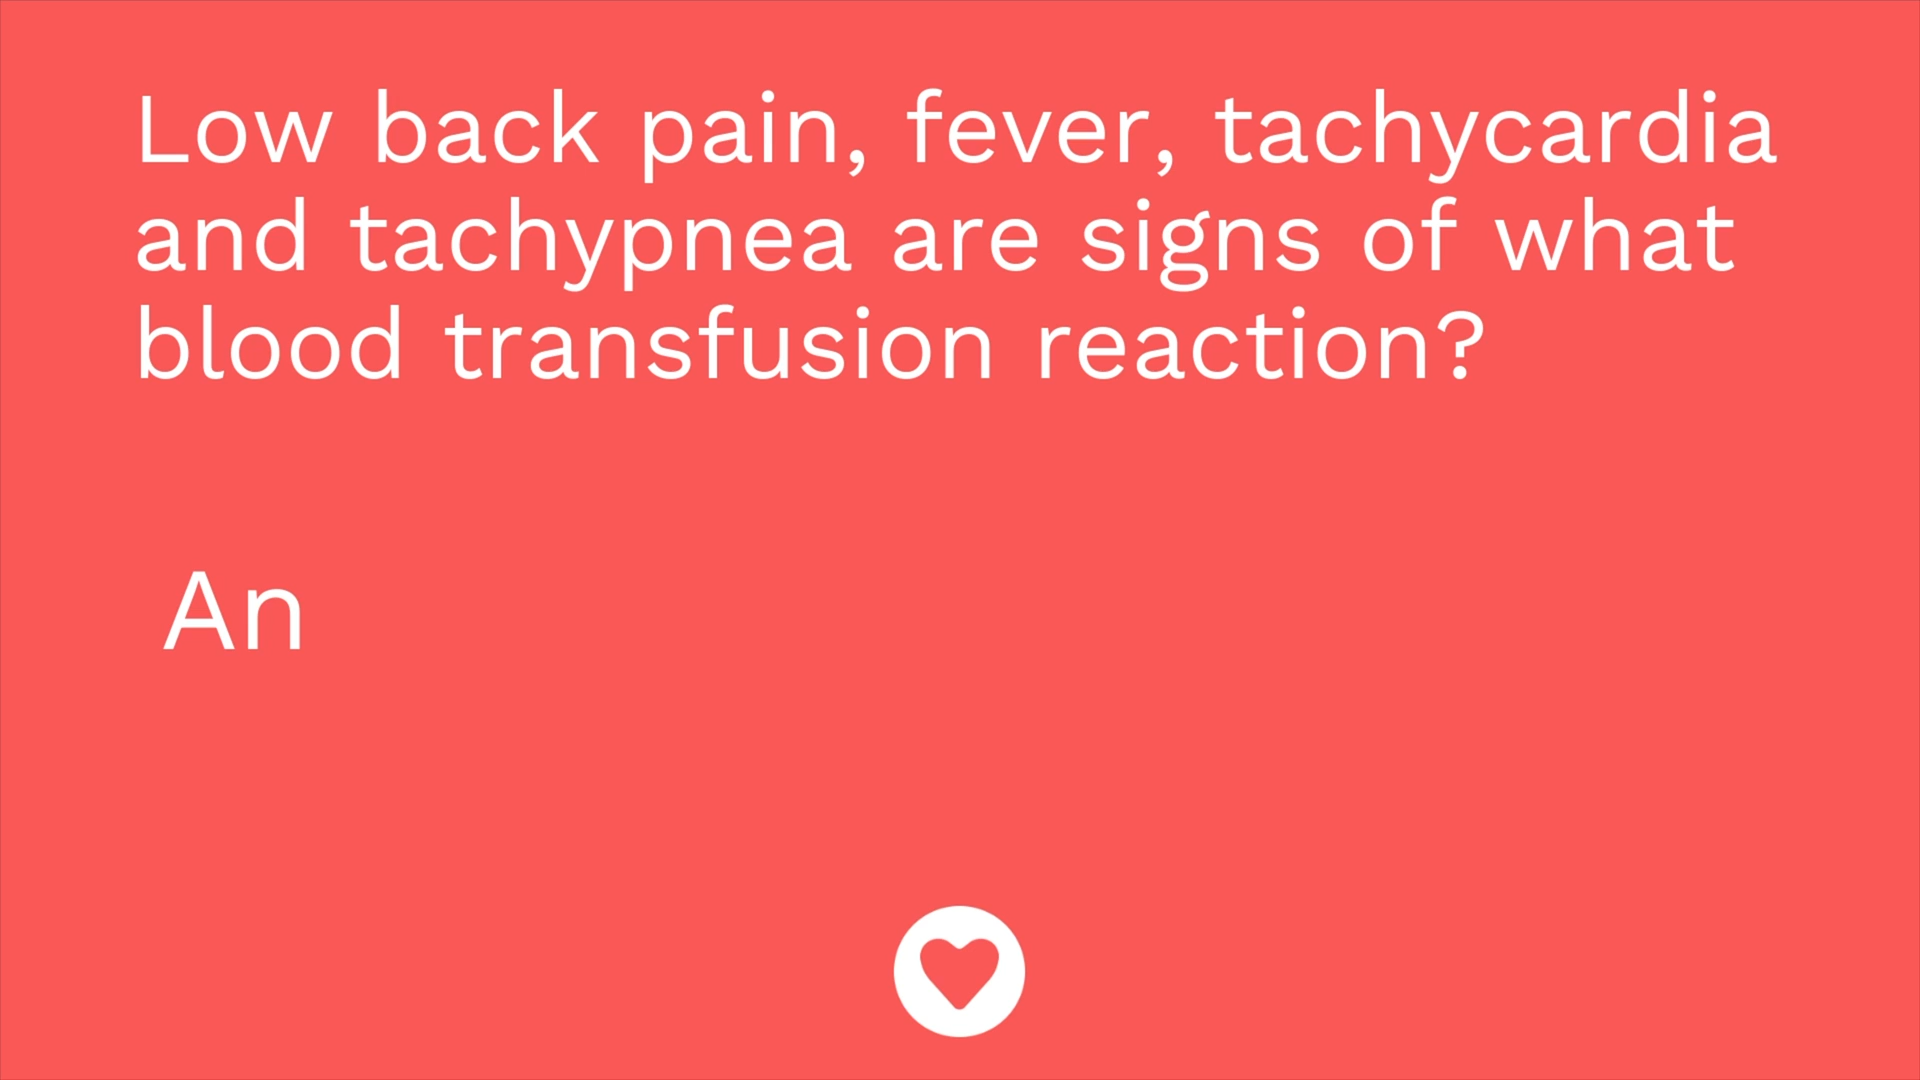 Low back pain, fever, tachycardia
and tachypnea are signs of what
blood transfusion reaction?
An